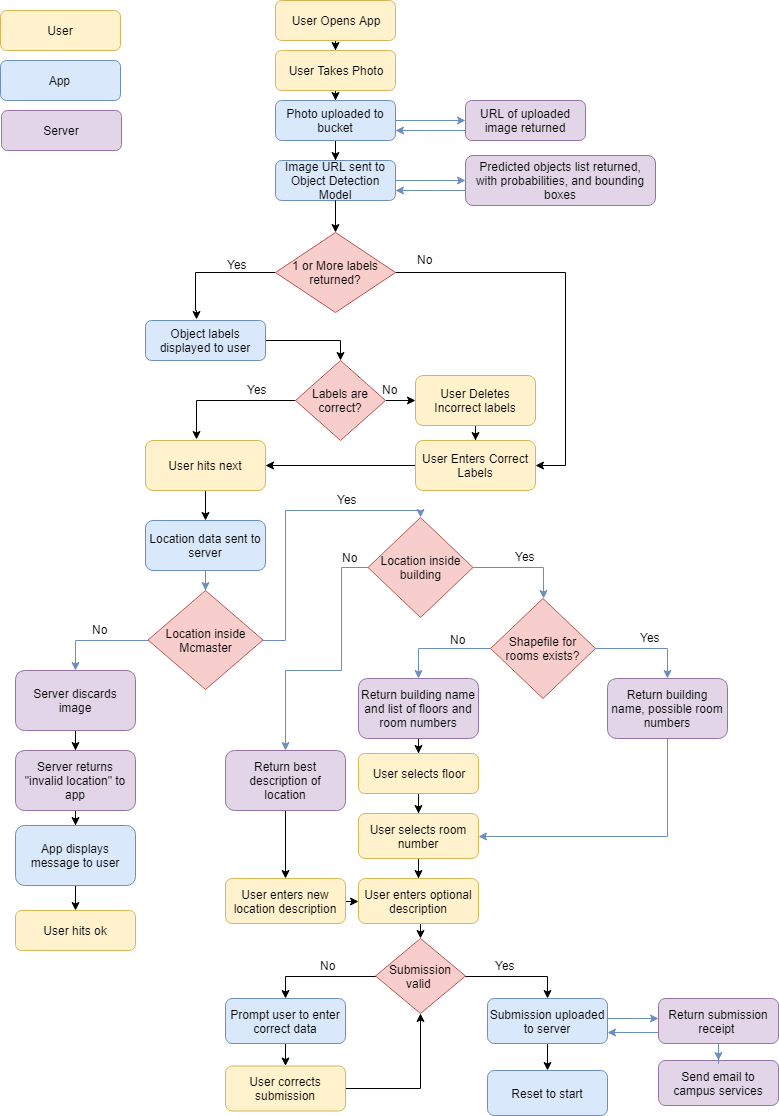 User
App
Server
User Opens App
User Takes Photo
Photo uploaded to
bucket
URL of uploaded
image returned
Image URL sent to
Object Detection
Model
Predicted objects list returned,
with probabilities, and bounding
boxes
1 or More labels
returned?
Yes
No
Object labels
displayed to user
Labels are
correct?
Yes
No
User Deletes
Incorrect labels
User hits next
User Enters Correct
Labels
Location data sent to
server
Yes
Location inside
building
No
Yes
Location inside
Mcmaster
No
Shapefile for
rooms exists?
No
Yes
Server discards
image
Return building name
and list of floors and
room numbers
Return building
name, possible room
numbers
Server returns
"invalid location" to
app
Return best
description of
location
User selects floor
App displays
message to user
User selects room
number
User hits ok
User enters new
location description
User enters optional
description
Submission
valid
No
Yes
Prompt user to enter
correct data
Submission uploaded
to server
Return submission
receipt
User corrects
submission
Reset to start
Send email to
campus services